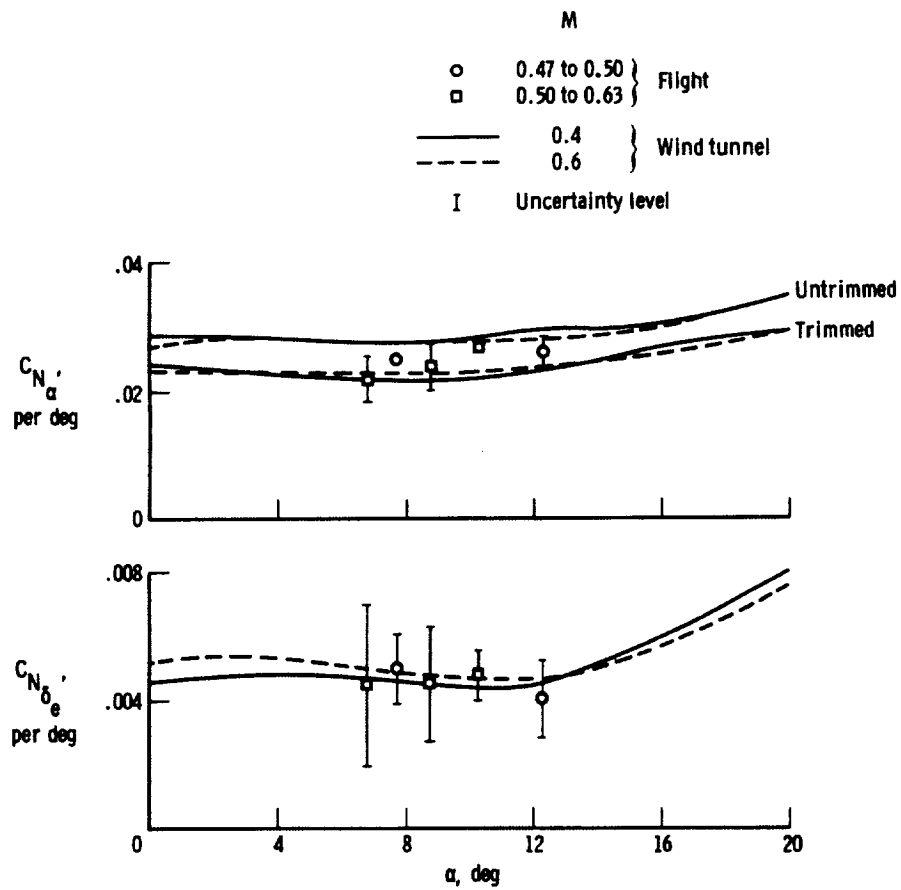 M
0.47 to 0.50
0.50 to 0.63
Flight
0.4
0.6
Wind tunnel
Uncertainty level
.04
.02
0
C_Nα,
per deg
Untrimmed
Trimmed
.008
.004
0
C_Nδe,
per deg
0 4 8 12 16 20
α, deg